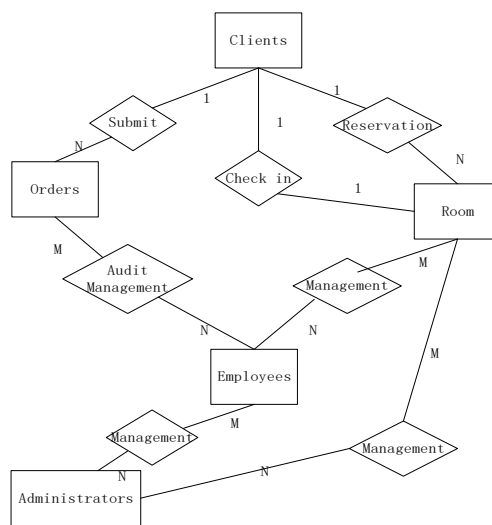 Clients
1
1
1
Submit
Reservation
N
N
Check in
1
Orders
Room
M
M
Audit
Management
Management
N
N
M
Employees
M
Management
Management
N
N
Administrators